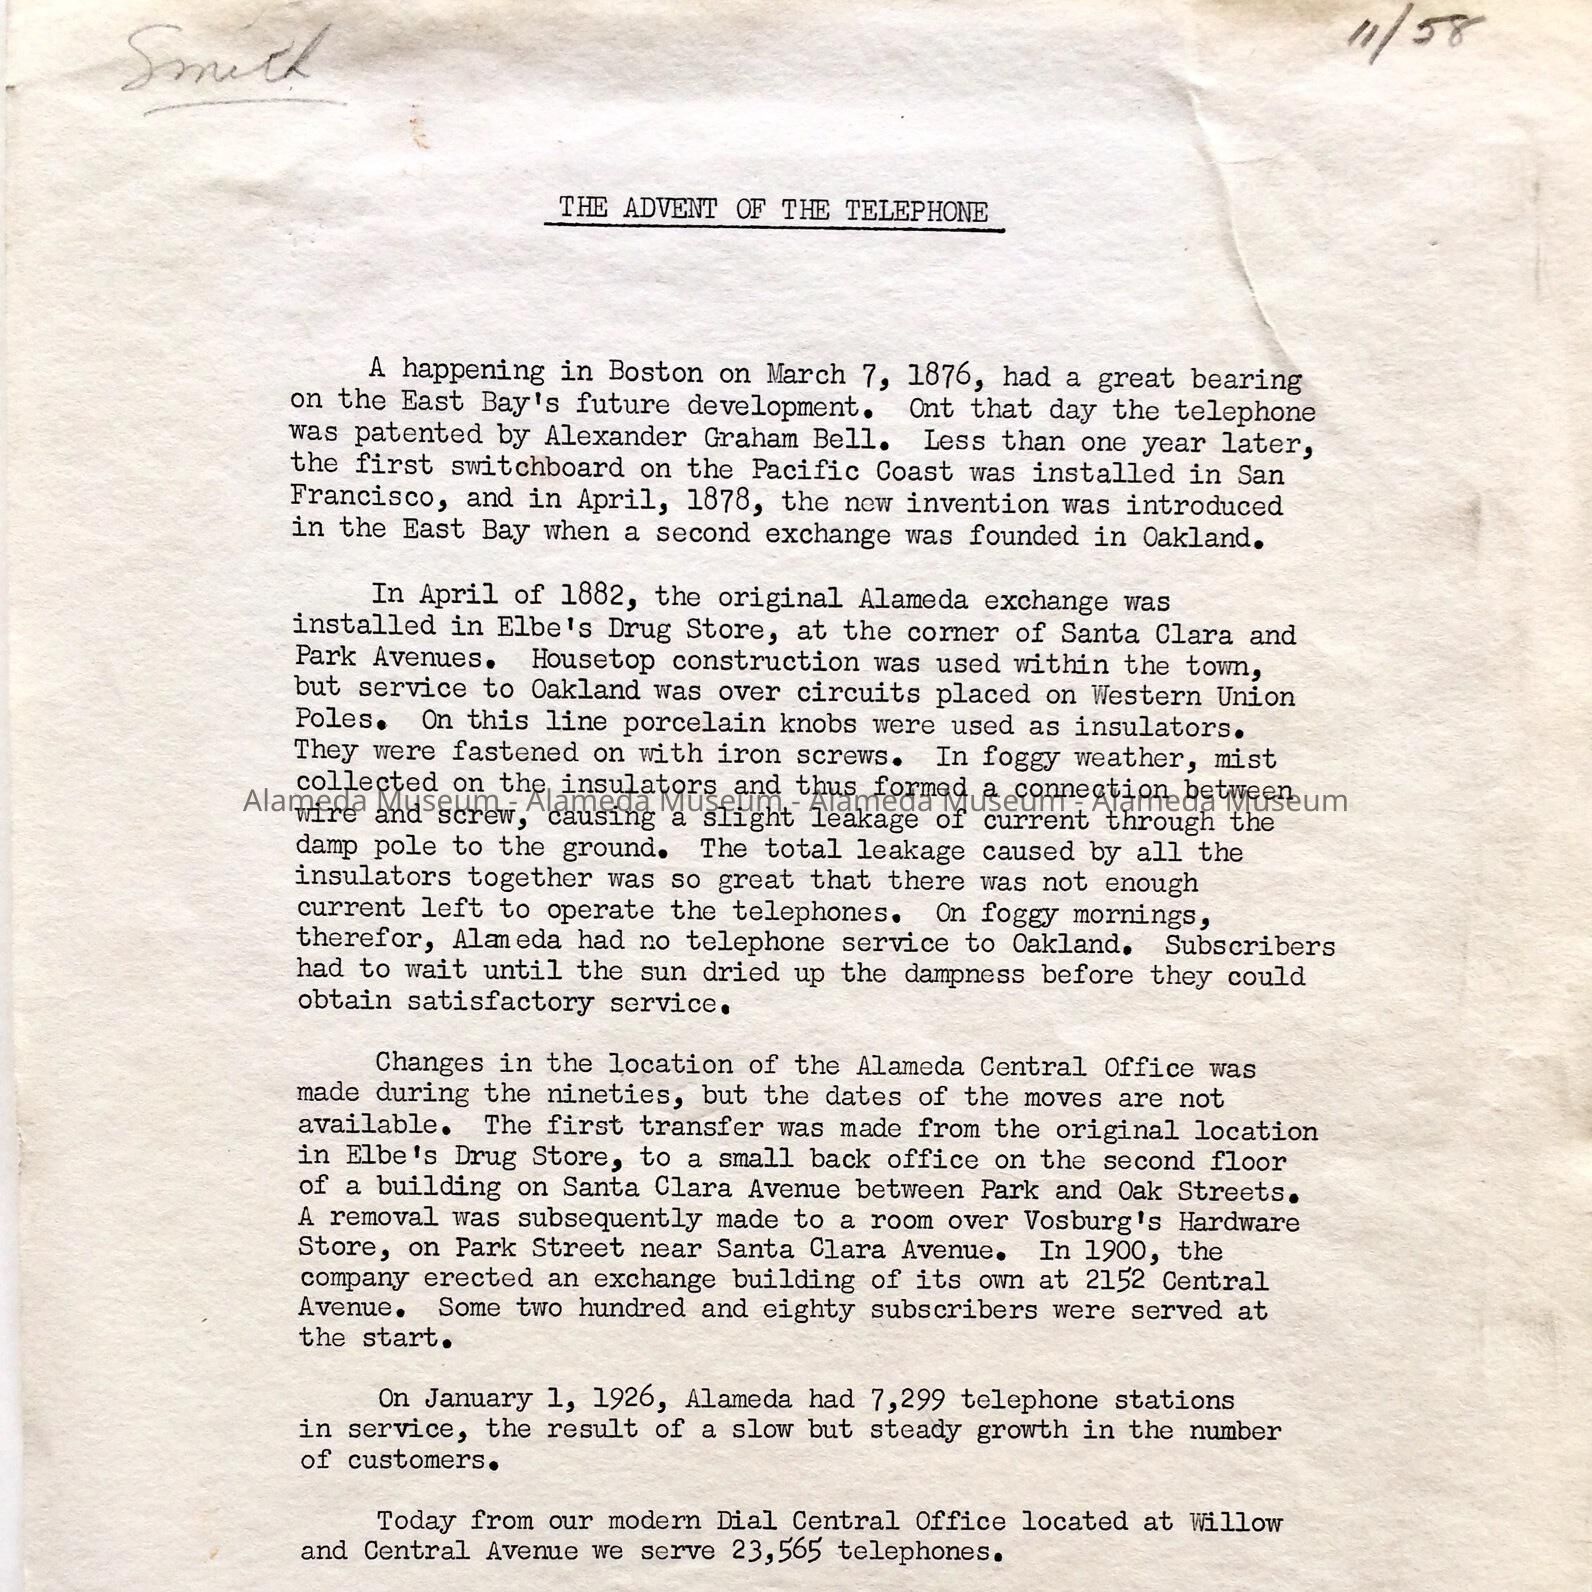 Smith
11/58
THE ADVENT OF THE TELEPHONE
A happening in Boston on March 7, 1876, had a great bearing
on the East Bay's future development. Ont that day the telephone
was patented by Alexander Graham Bell. Less than one year later,
the first switchboard on the Pacific Coast was installed in San
Francisco, and in April, 1878, the new invention was introduced
in the East Bay when a second exchange was founded in Oakland.
In April of 1882, the original Alameda exchange was
installed in Elbe's Drug Store, at the corner of Santa Clara and
Park Avenues. Housetop construction was used within the town,
but service to Oakland was over circuits placed on Western Union
Poles. On this line porcelain knobs were used as insulators.
They were fastened on with iron screws. In foggy weather, mist
collected on the insulators and thus formed a connection between
Alameda Museum - Alameda Museum - Alameda Museum - Alameda Museum
wire and screw, causing a slight leakage of current through the
damp pole to the ground. The total leakage caused by all the
insulators together was so great that there was not enough
current left to operate the telephones. On foggy mornings,
therefor, Alameda had no telephone service to Oakland. Subscribers
had to wait until the sun dried up the dampness before they could
obtain satisfactory service.
Changes in the location of the Alameda Central Office was
made during the nineties, but the dates of the moves are not
available. The first transfer was made from the original location
in Elbe's Drug Store, to a small back office on the second floor
of a building on Santa Clara Avenue between Park and Oak Streets.
A removal was subsequently made to a room over Vosburg's Hardware
Store, on Park Street near Santa Clara Avenue. In 1900, the
company erected an exchange building of its own at 2152 Central
Avenue. Some two hundred and eighty subscribers were served at
the start.
On January 1, 1926, Alameda had 7,299 telephone stations
in service, the result of a slow but steady growth in the number
of customers.
Today from our modern Dial Central Office located at Willow
and Central Avenue we serve 23,565 telephones.